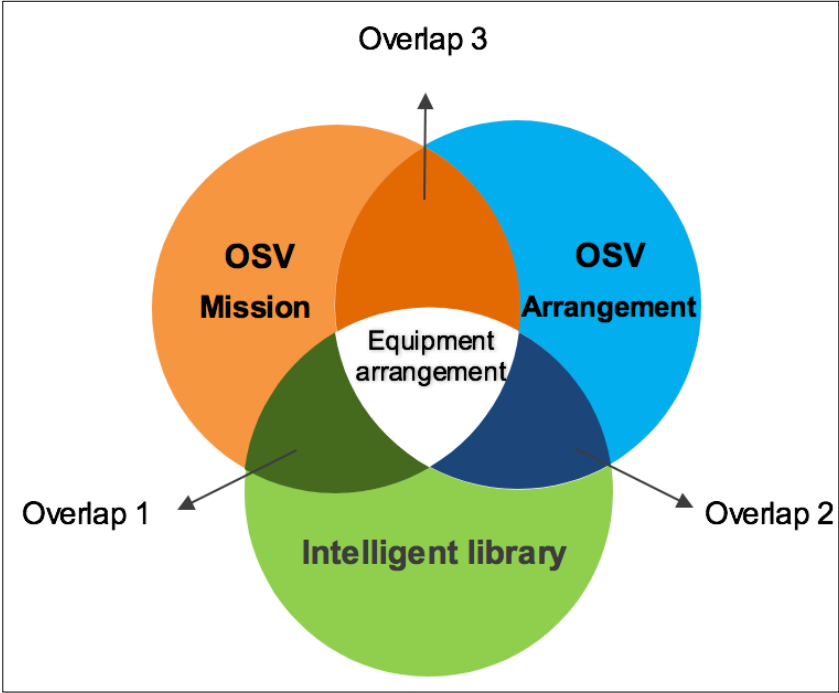 Overlap 3
OSV
Mission
OSV
Arrangement
Equipment
arrangement
Overlap 1
Overlap 2
Intelligent library